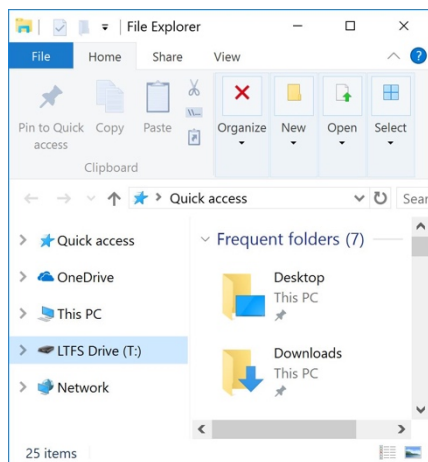 File Explorer
File Home Share View
Pin to Quick access Copy Paste Organize New Open Select
Clipboard
Quick access
Quick access
OneDrive
This PC
LTFS Drive (T:)
Network
Frequent folders (7)
Desktop
This PC
Downloads
This PC
25 items